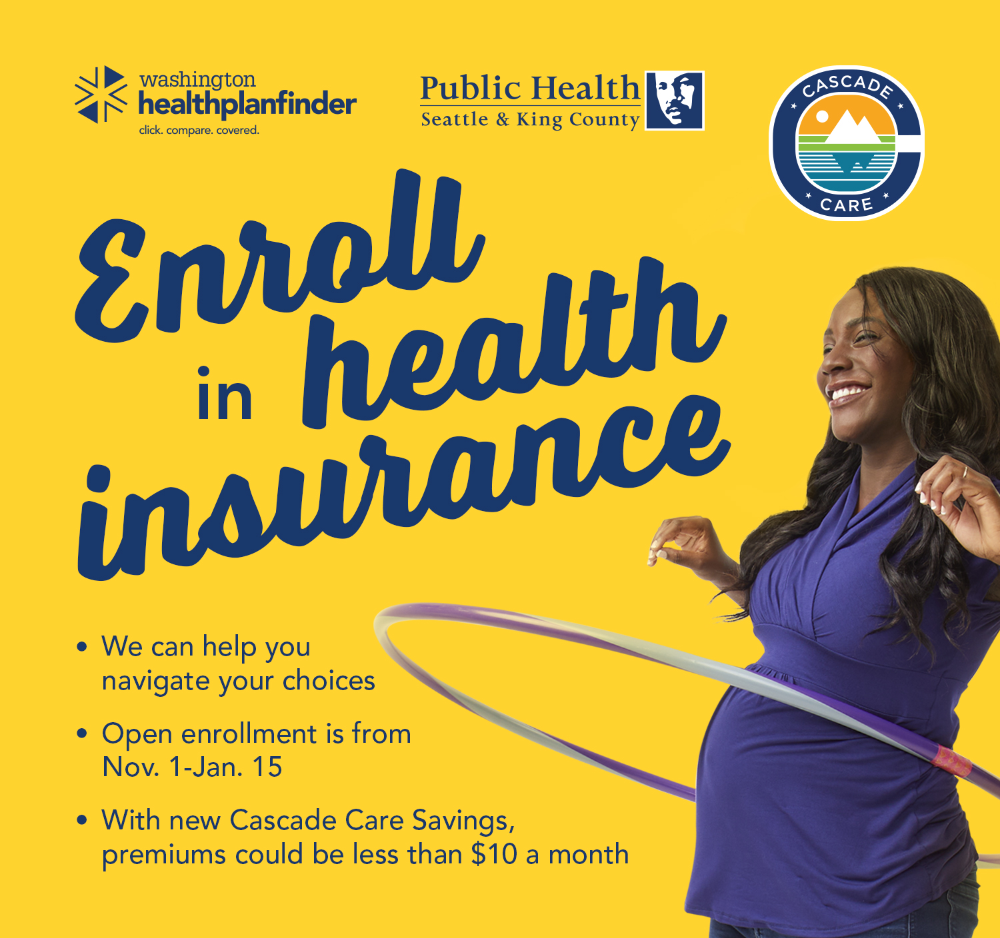 washington
healthplanfinder
click. compare. covered.
Public Health
Seattle & King County
CASCADE
CARE
Enroll
in health
insurance
• We can help you
navigate your choices
• Open enrollment is from
Nov. 1-Jan. 15
• With new Cascade Care Savings,
premiums could be less than $10 a month